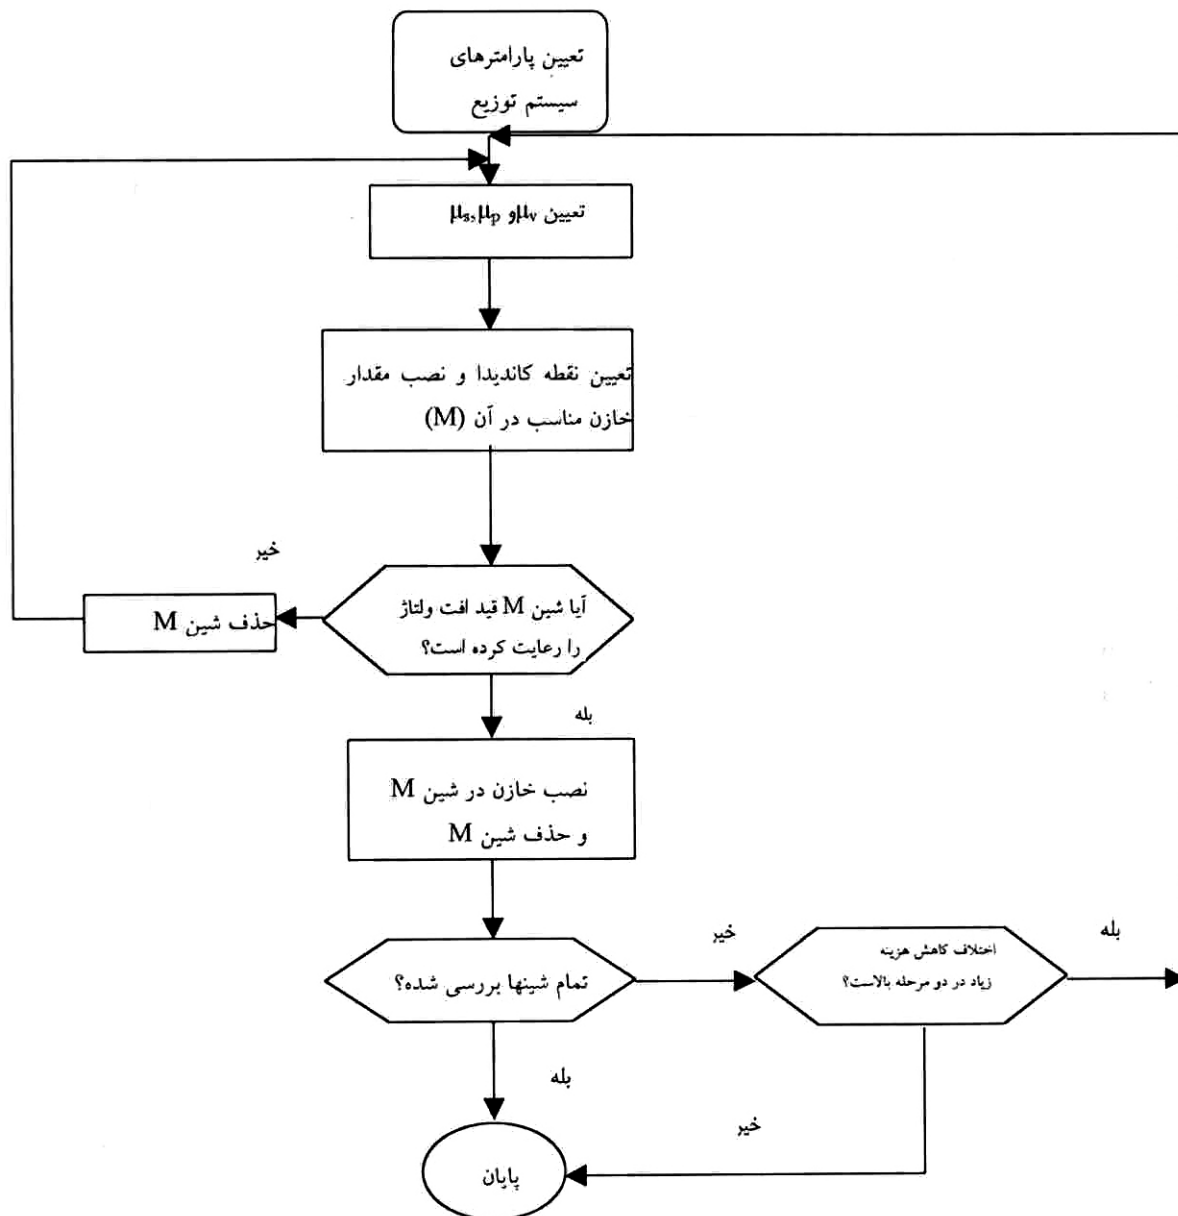 تعیین پارامترهای
سیستم توزیع
تعیین μₛ,μₚ وμᵥ
تعیین نقطه کاندیدا و نصب مقدار
خازن مناسب در آن (M)
خیر
آیا شین M قید افت ولتاژ
را رعایت کرده است؟
حذف شین M
بله
نصب خازن در شین M
و حذف شین M
خیر
بله
اختلاف کاهش هزینه
زیاد در دو مرحله بالاست؟
تمام شینها بررسی شده؟
بله
خیر
پایان